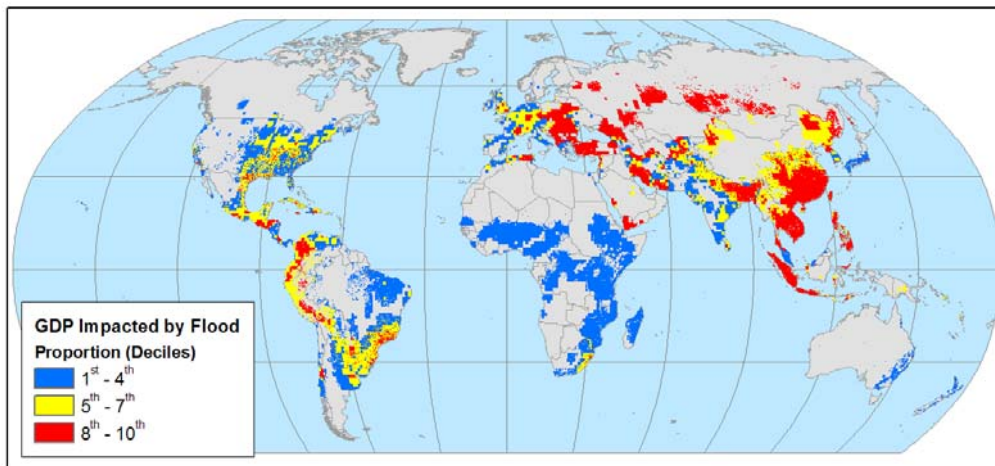 GDP Impacted by Flood
Proportion (Deciles)
1st - 4th
5th - 7th
8th - 10th